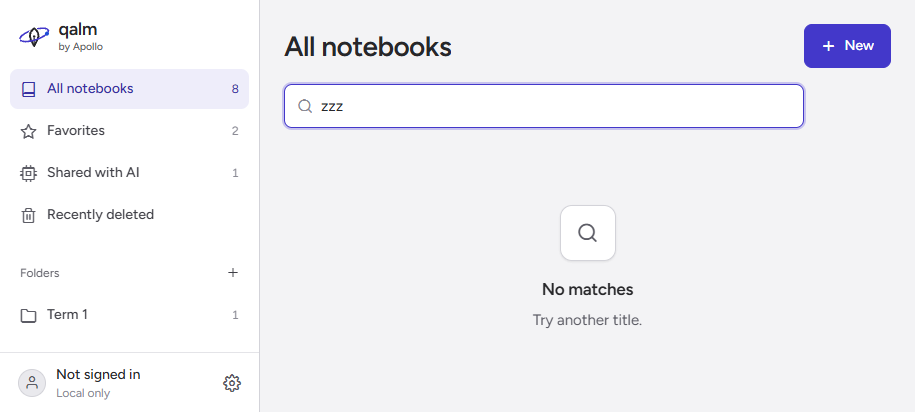 qalm
by Apollo
All notebooks 8
Favorites 2
Shared with AI 1
Recently deleted
Folders +
Term 1 1
Not signed in
Local only
All notebooks
+ New
zzz
No matches
Try another title.